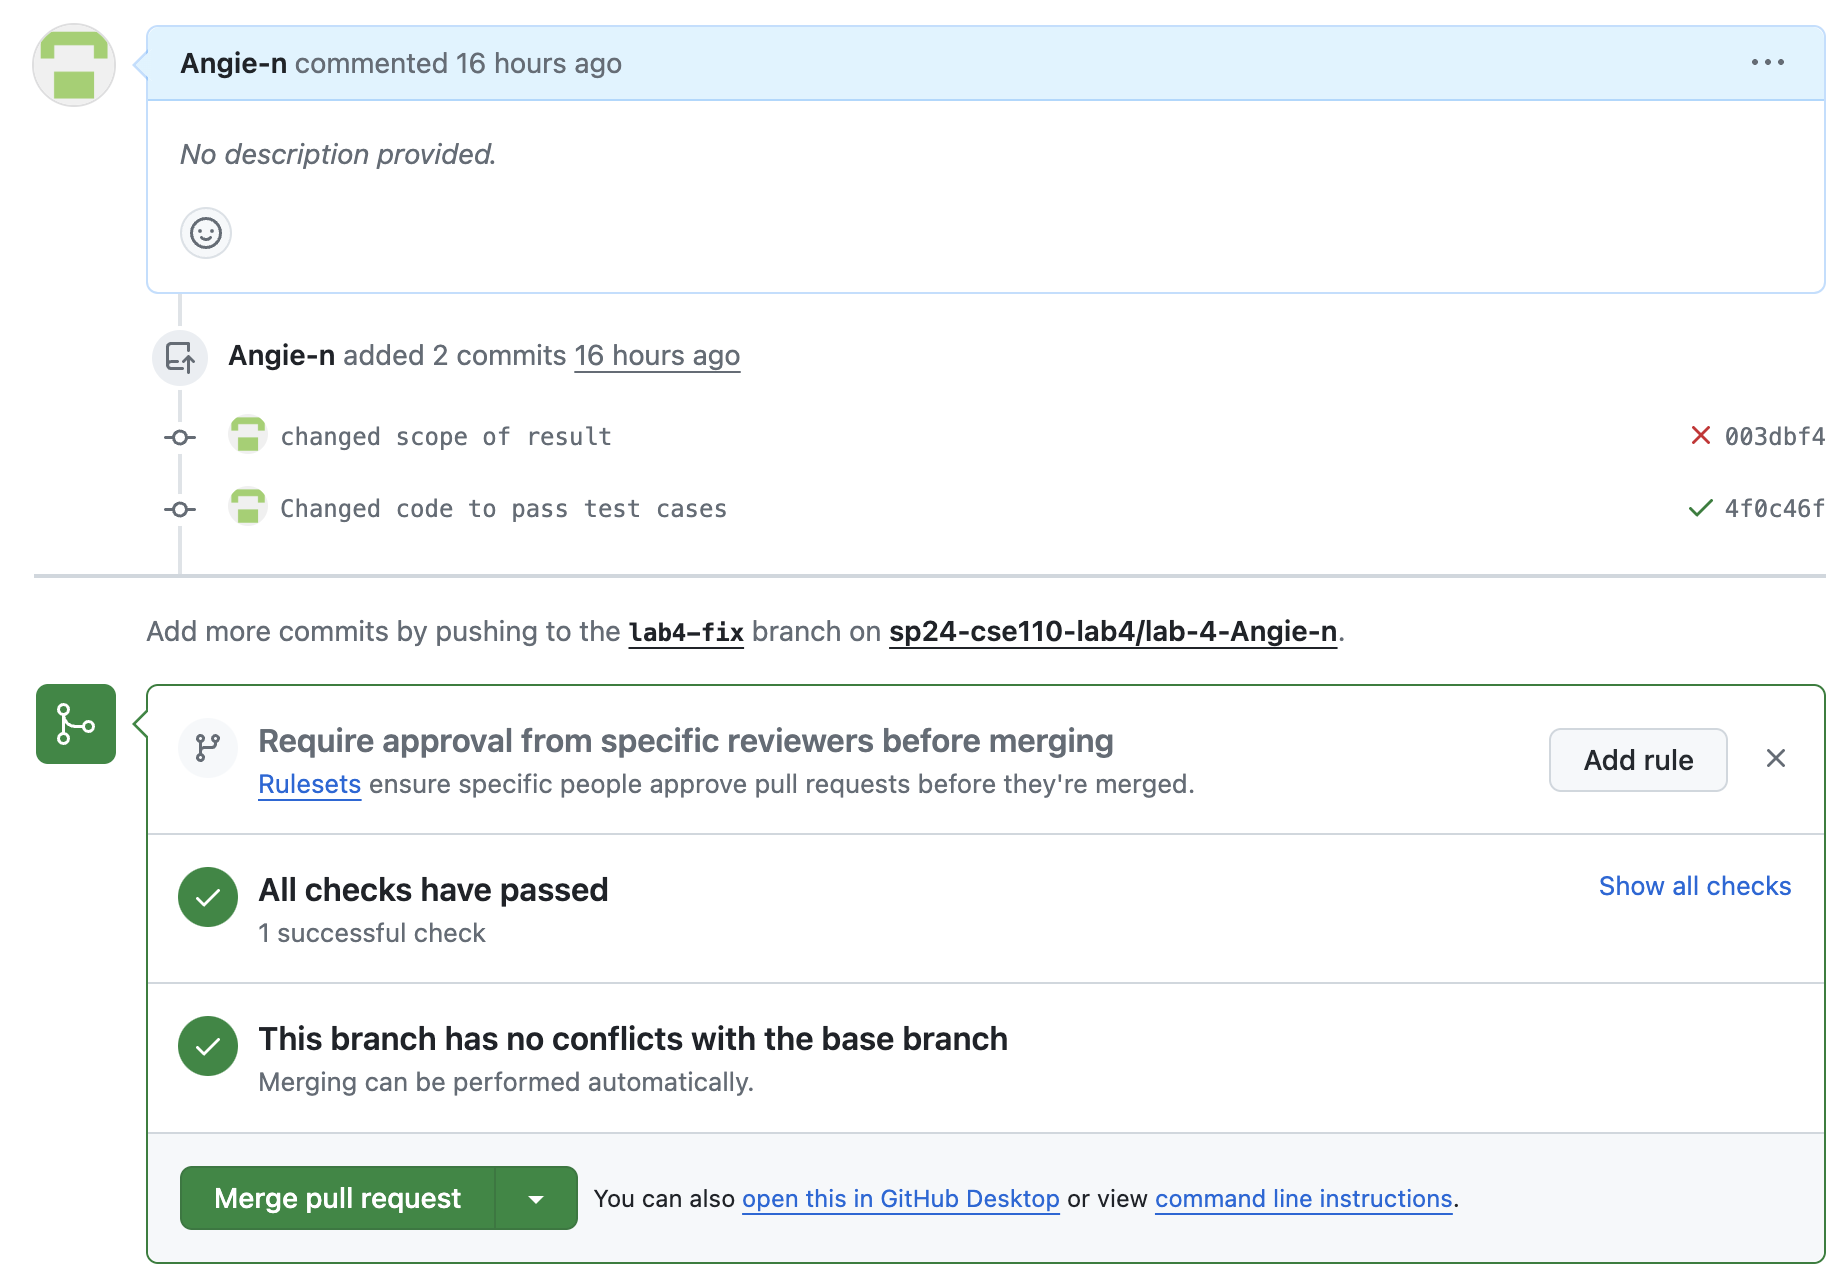 Angie-n commented 16 hours ago
No description provided.
Angie-n added 2 commits 16 hours ago
changed scope of result 003dbf4
Changed code to pass test cases 4f0c46f
Add more commits by pushing to the lab4-fix branch on sp24-cse110-lab4/lab-4-Angie-n.
Require approval from specific reviewers before merging
Rulesets ensure specific people approve pull requests before they're merged.
Add rule
All checks have passed
1 successful check
Show all checks
This branch has no conflicts with the base branch
Merging can be performed automatically.
Merge pull request
You can also open this in GitHub Desktop or view command line instructions.